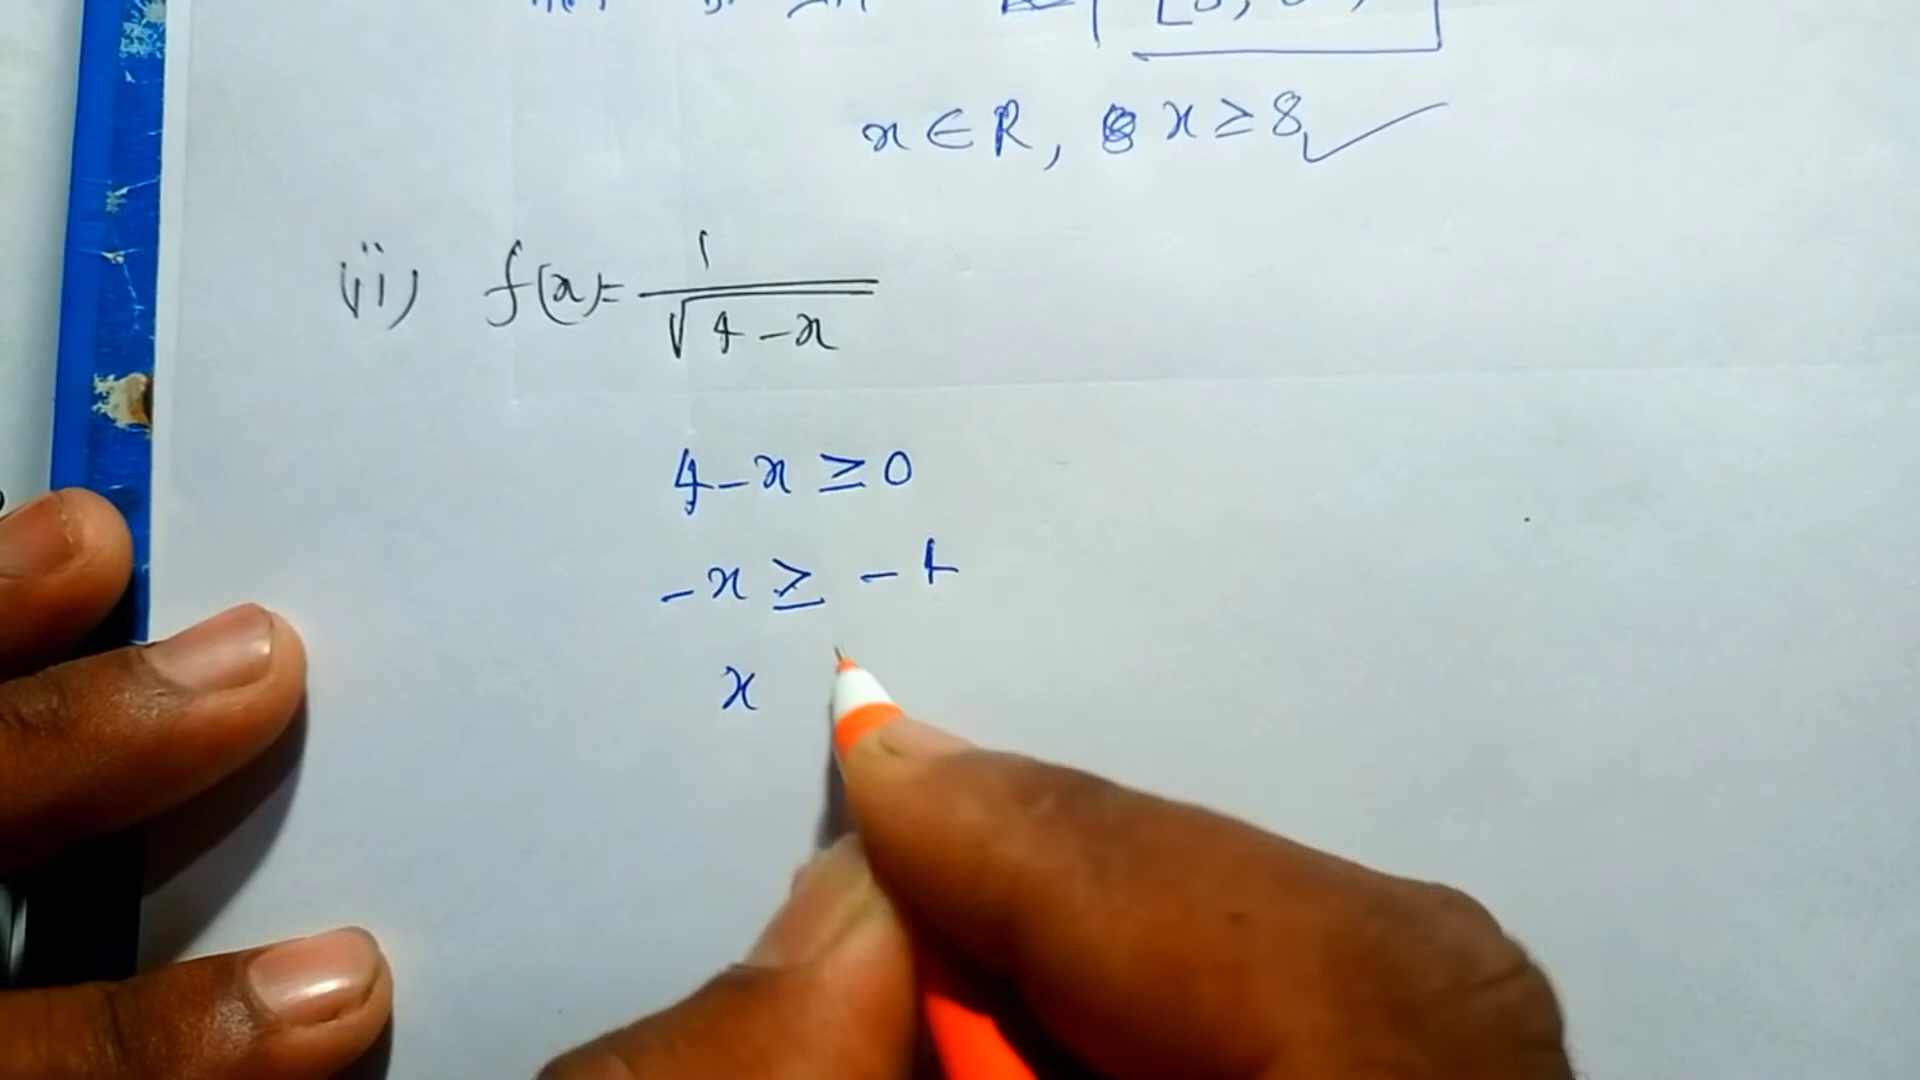 x ∈ R, x ≥ 8 ✓
ii) f(x) = 1/√(4-x)
4-x ≥ 0
-x ≥ -4
x